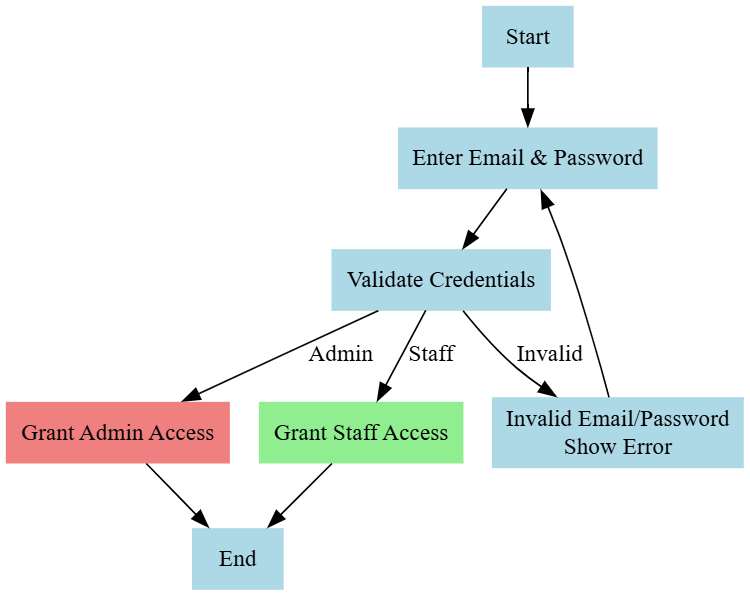 Start
Enter Email & Password
Validate Credentials
Admin
Staff
Invalid
Grant Admin Access
Grant Staff Access
Invalid Email/Password
Show Error
End